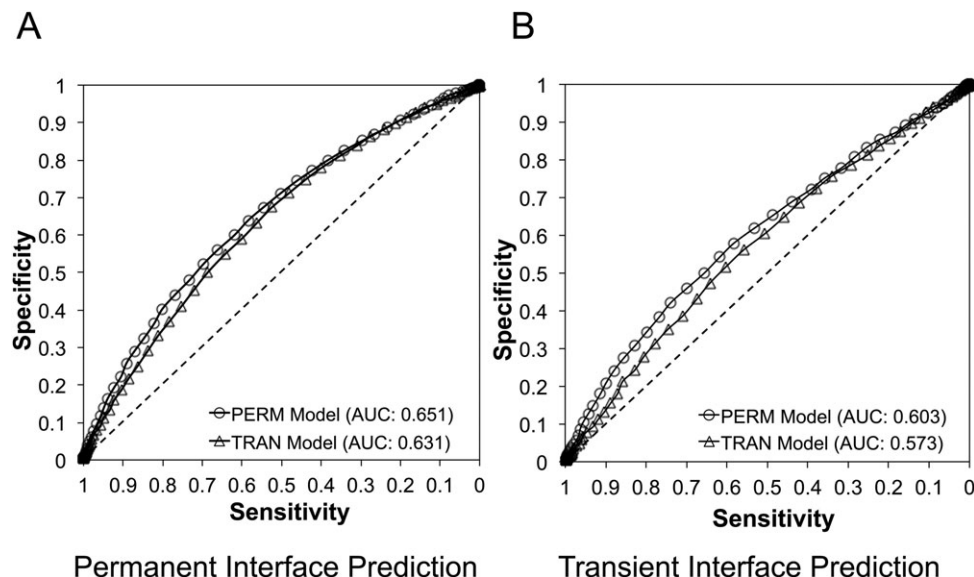 A
1
0.9
0.8
0.7
0.6
0.5
0.4
0.3
0.2
0.1
0
Specificity
PERM Model (AUC: 0.651)
TRAN Model (AUC: 0.631)
1 0.9 0.8 0.7 0.6 0.5 0.4 0.3 0.2 0.1 0
Sensitivity
Permanent Interface Prediction
B
1
0.9
0.8
0.7
0.6
0.5
0.4
0.3
0.2
0.1
0
Specificity
PERM Model (AUC: 0.603)
TRAN Model (AUC: 0.573)
1 0.9 0.8 0.7 0.6 0.5 0.4 0.3 0.2 0.1 0
Sensitivity
Transient Interface Prediction